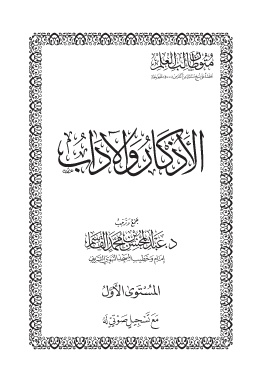 متون طالب العلم
الأذكار والآداب
جمع وترتيب
د. عبد المحسن بن محمد القاسم
إمام وخطيب المسجد النبوي الشريف
المستوى الأول
مع تسجيل صوتي له